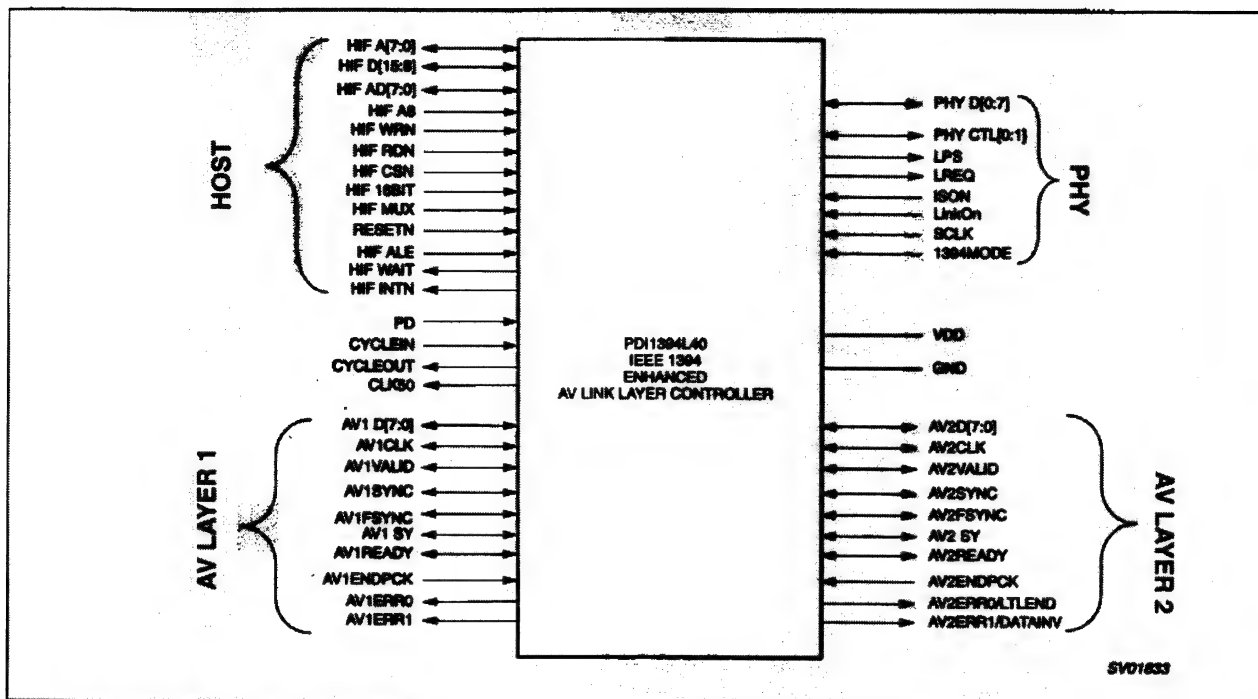 HOST
HIF A[7:0]
HIF D[15:8]
HIF AD[7:0]
HIF A8
HIF WRN
HIF RDN
HIF CSN
HIF 16BIT
HIF MUX
RESETN
HIF ALE
HIF WAIT
HIF INTN
PD
CYCLEIN
CYCLEOUT
CLK50
AV LAYER 1
AV1 D[7:0]
AV1CLK
AV1VALID
AV1SYNC
AV1FSYNC
AV1 SY
AV1READY
AV1ENDPCK
AV1ERR0
AV1ERR1
PDI1394L40
IEEE 1394
ENHANCED
AV LINK LAYER CONTROLLER
PHY D[0:7]
PHY CTL[0:1]
LPS
LREQ
ISON
LinkOn
SCLK
1394MODE
PHY
VDD
GND
AV2D[7:0]
AV2CLK
AV2VALID
AV2SYNC
AV2FSYNC
AV2 SY
AV2READY
AV2ENDPCK
AV2ERR0/LTLEND
AV2ERR1/DATAINV
AV LAYER 2
SV01833